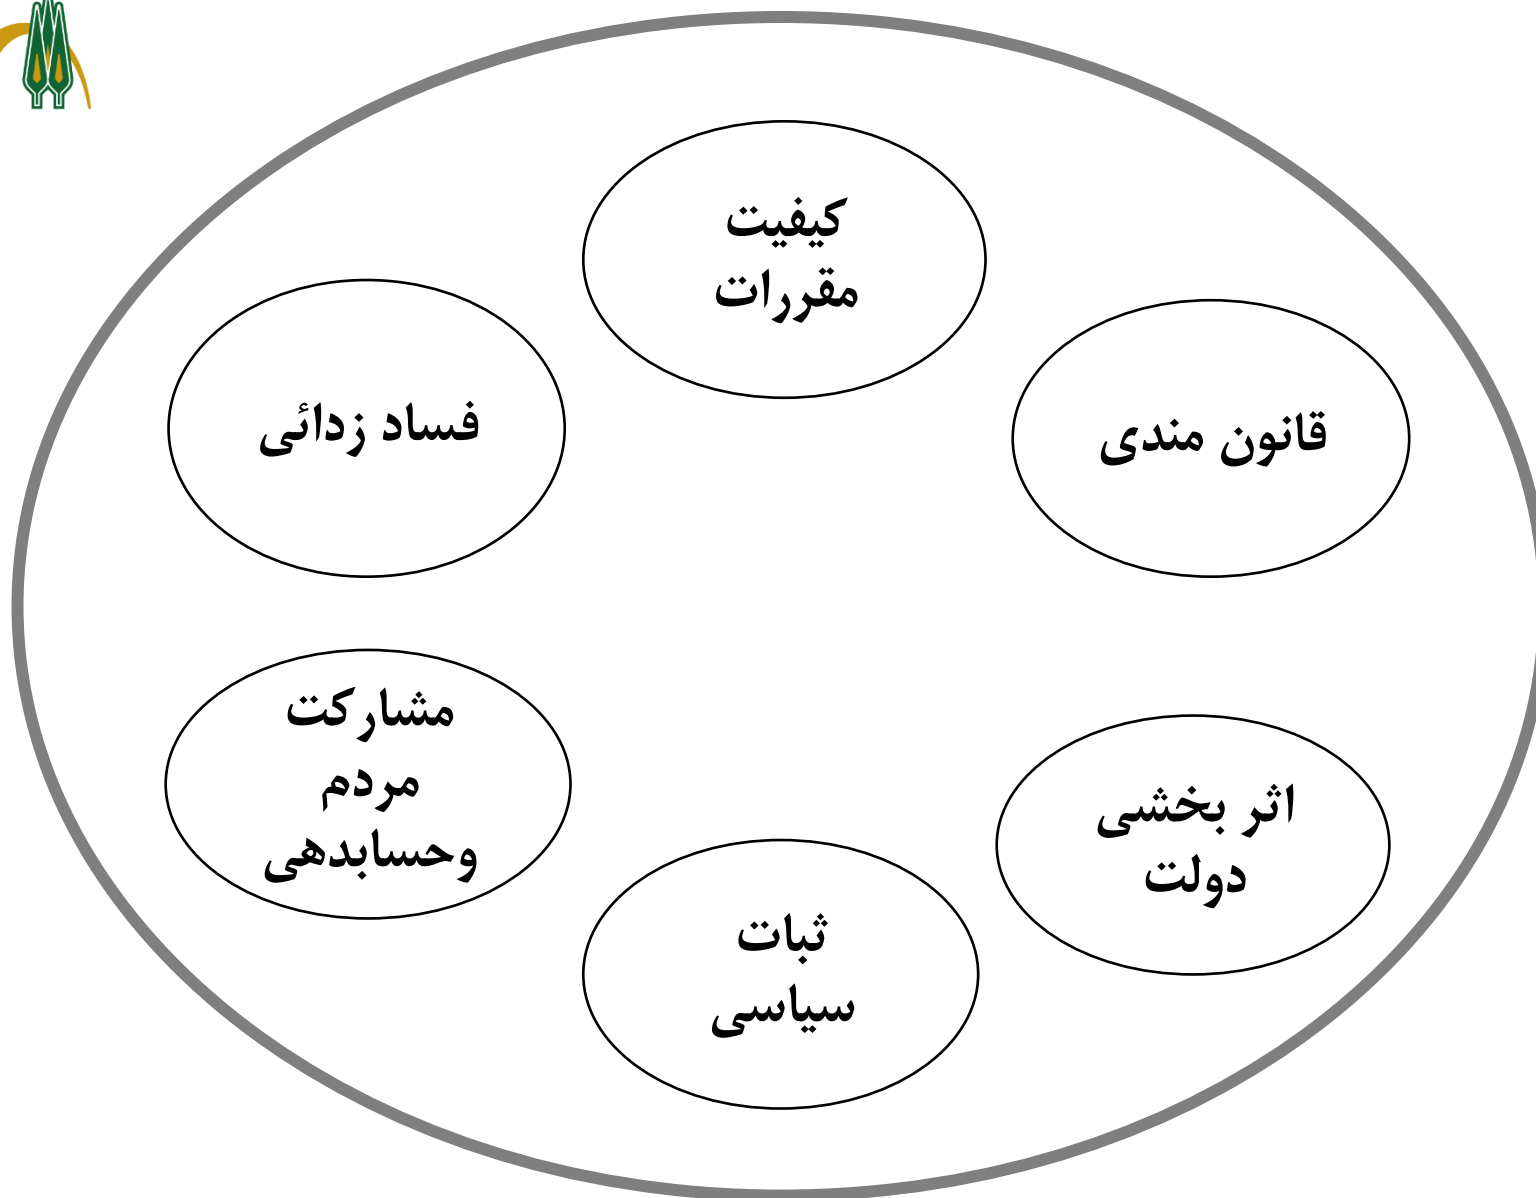 کیفیت
مقررات
قانون مندی
فساد زدائی
مشارکت
مردم
وحسابدهی
اثر بخشی
دولت
ثبات
سیاسی